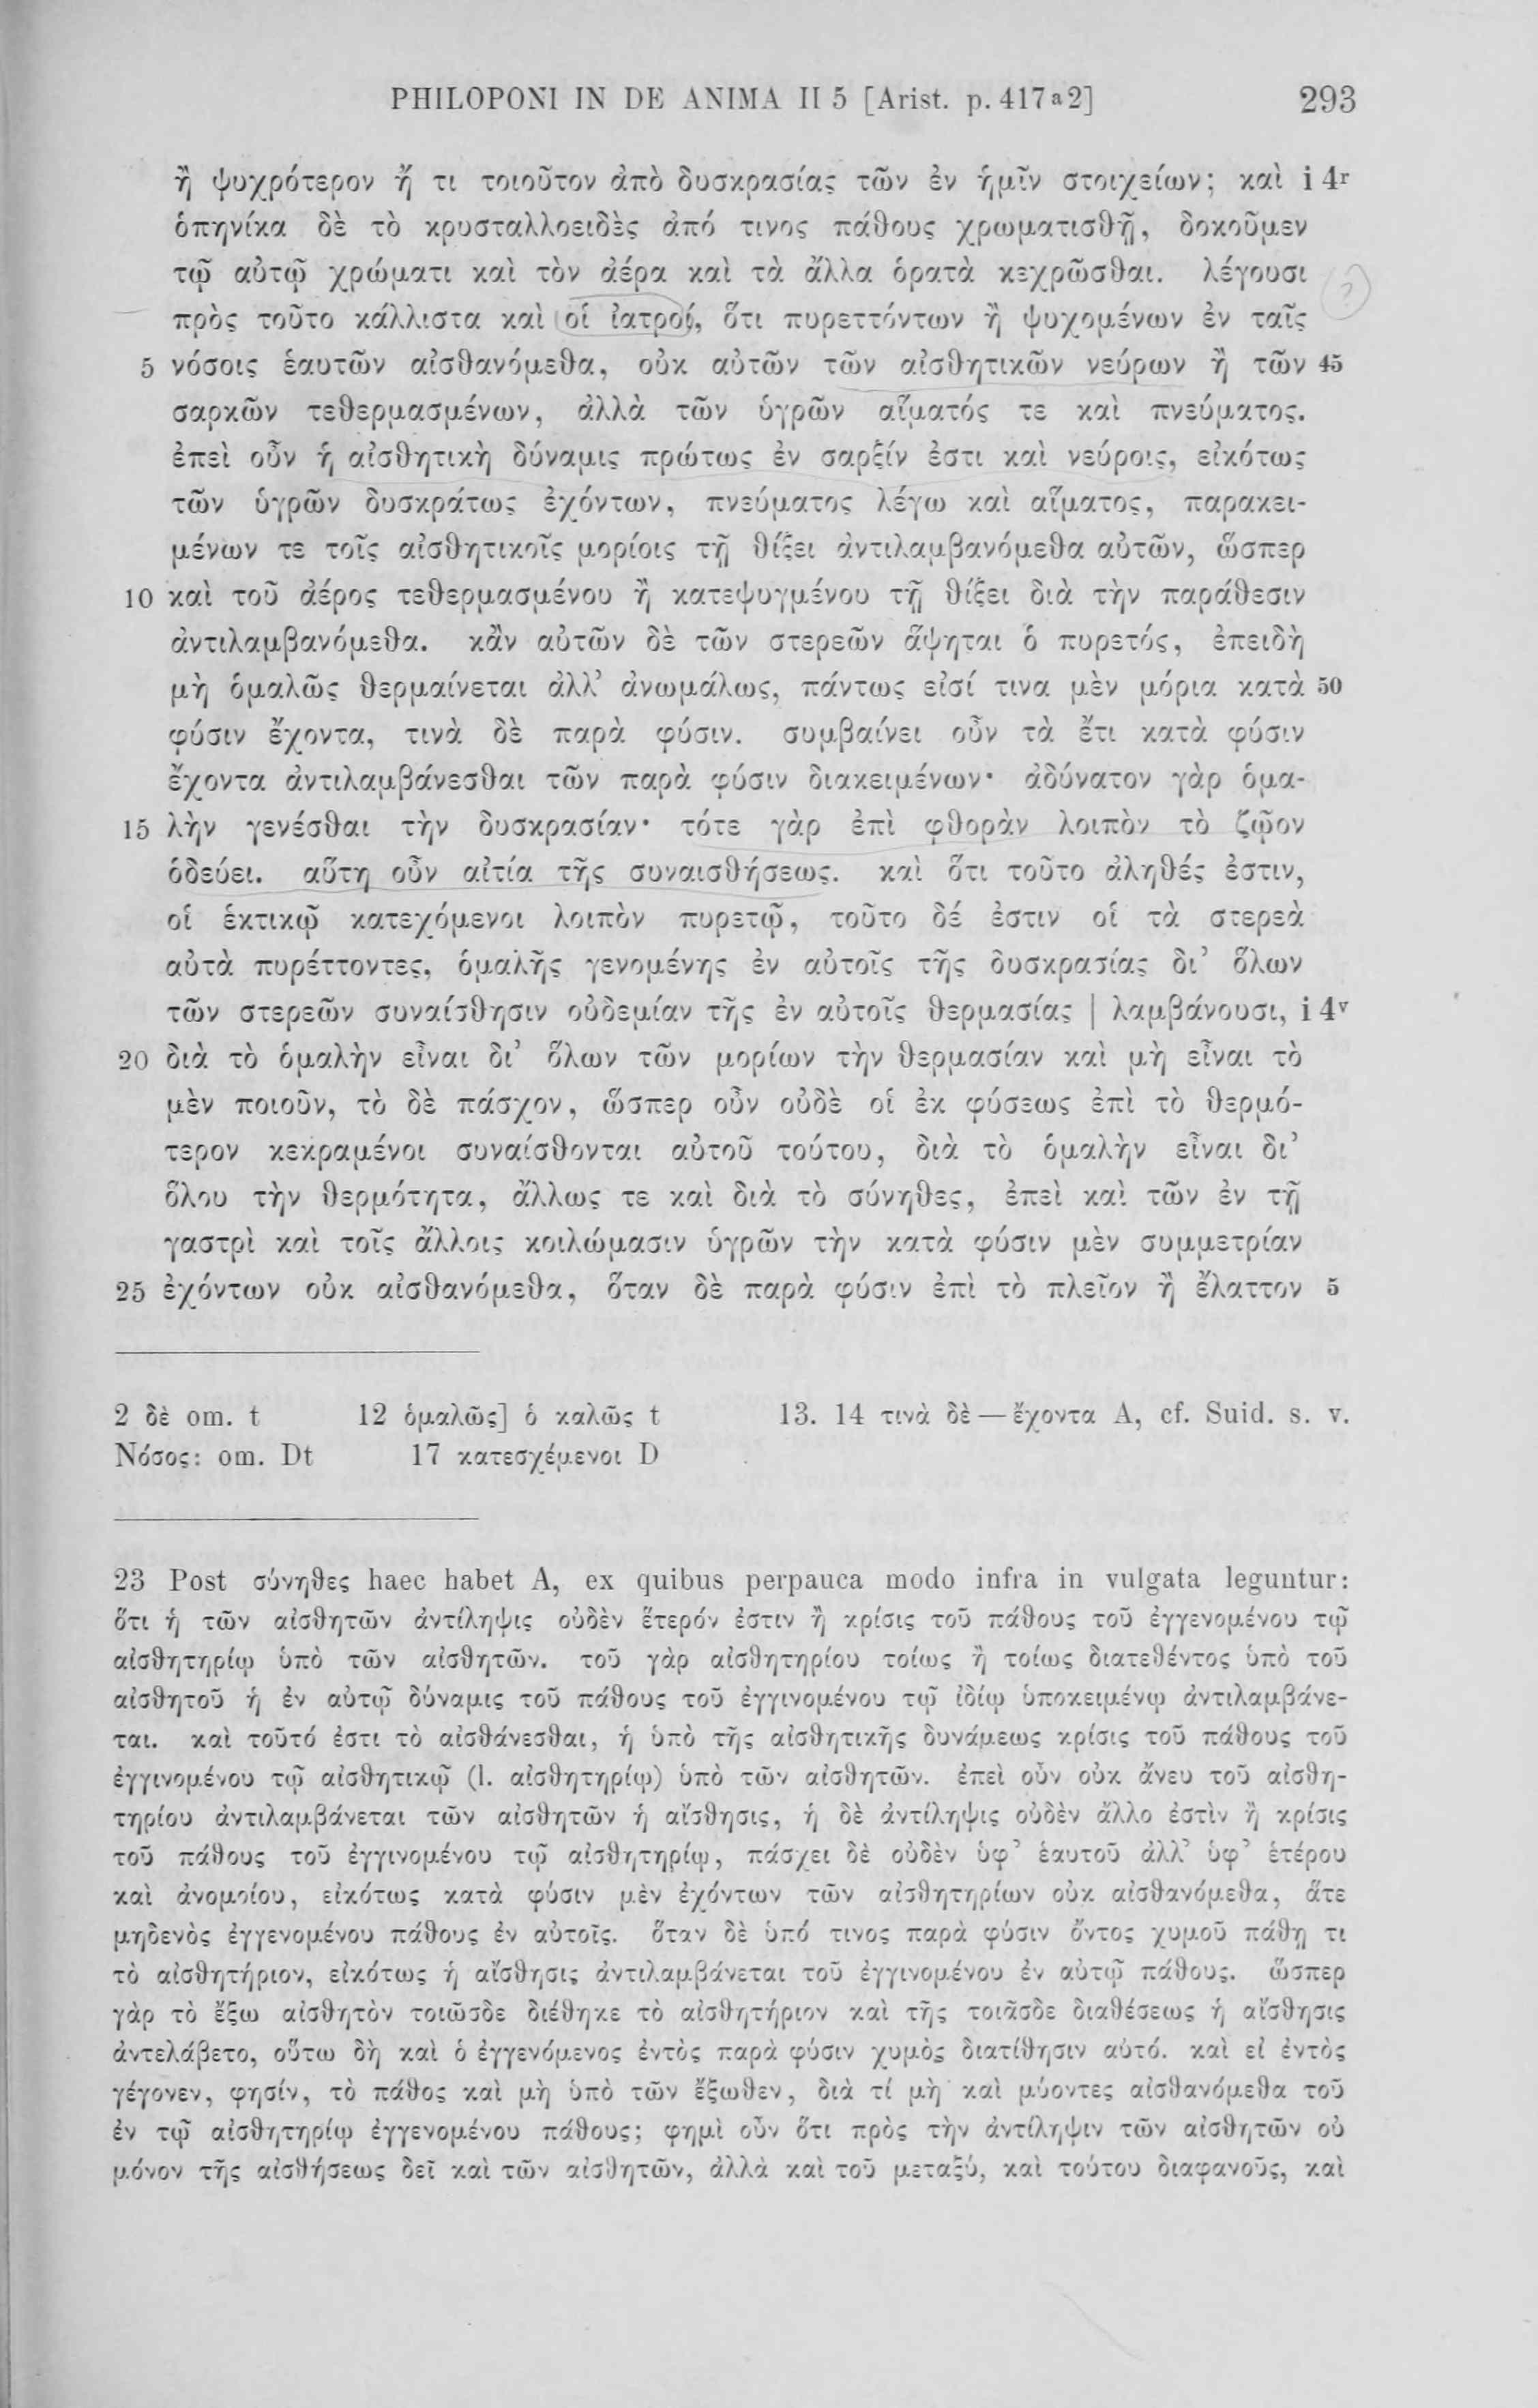 PHILOPONI IN DE ANIMA II 5 [Arist. p. 417ª2] 293
ἢ ψυχρότερον ἤ τι τοιοῦτον ἀπὸ δυσκρασίας τῶν ἐν ἡμῖν στοιχείων; καὶ i 4r
ὁπηνίκα δὲ τὸ κρυσταλλοειδὲς ἀπό τινος πάθους χρωματισθῇ, δοκοῦμεν
τῷ αὐτῷ χρώματι καὶ τὸν ἀέρα καὶ τὰ ἄλλα ὁρατὰ κεχρῶσθαι. λέγουσι ?
πρὸς τοῦτο κάλλιστα καὶ οἱ ἰατροί, ὅτι πυρεττόντων ἢ ψυχομένων ἐν ταῖς
5 νόσοις ἑαυτῶν αἰσθανόμεθα, οὐκ αὐτῶν τῶν αἰσθητικῶν νεύρων ἢ τῶν 45
σαρκῶν τεθερμασμένων, ἀλλὰ τῶν ὑγρῶν αἵματός τε καὶ πνεύματος.
ἐπεὶ οὖν ἡ αἰσθητικὴ δύναμις πρώτως ἐν σαρξίν ἐστι καὶ νεύροις, εἰκότως
τῶν ὑγρῶν δυσκράτως ἐχόντων, πνεύματος λέγω καὶ αἵματος, παρακει-
μένων τε τοῖς αἰσθητικοῖς μορίοις τῇ θίξει ἀντιλαμβανόμεθα αὐτῶν, ὥσπερ
10 καὶ τοῦ ἀέρος τεθερμασμένου ἢ κατεψυγμένου τῇ θίξει διὰ τὴν παράθεσιν
ἀντιλαμβανόμεθα. κἂν αὐτῶν δὲ τῶν στερεῶν ἅψηται ὁ πυρετός, ἐπειδὴ
μὴ ὁμαλῶς θερμαίνεται ἀλλ’ ἀνωμάλως, πάντως εἰσί τινα μὲν μόρια κατὰ 50
φύσιν ἔχοντα, τινὰ δὲ παρὰ φύσιν. συμβαίνει οὖν τὰ ἔτι κατὰ φύσιν
ἔχοντα ἀντιλαμβάνεσθαι τῶν παρὰ φύσιν διακειμένων· ἀδύνατον γὰρ ὁμα-
15 λὴν γενέσθαι τὴν δυσκρασίαν· τότε γὰρ ἐπὶ φθορὰν λοιπὸν τὸ ζῷον
ὁδεύει. αὕτη οὖν αἰτία τῆς συναισθήσεως. καὶ ὅτι τοῦτο ἀληθές ἐστιν,
οἱ ἑκτικῷ κατεχόμενοι λοιπὸν πυρετῷ, τοῦτο δέ ἐστιν οἱ τὰ στερεὰ
αὐτὰ πυρέττοντες, ὁμαλῆς γενομένης ἐν αὐτοῖς τῆς δυσκρασίας δι’ ὅλων
τῶν στερεῶν συναίσθησιν οὐδεμίαν τῆς ἐν αὐτοῖς θερμασίας | λαμβάνουσι, i 4v
20 διὰ τὸ ὁμαλὴν εἶναι δι’ ὅλων τῶν μορίων τὴν θερμασίαν καὶ μὴ εἶναι τὸ
μὲν ποιοῦν, τὸ δὲ πάσχον, ὥσπερ οὖν οὐδὲ οἱ ἐκ φύσεως ἐπὶ τὸ θερμό-
τερον κεκραμένοι συναίσθονται αὐτοῦ τούτου, διὰ τὸ ὁμαλὴν εἶναι δι’
ὅλου τὴν θερμότητα, ἄλλως τε καὶ διὰ τὸ σύνηθες, ἐπεὶ καὶ τῶν ἐν τῇ
γαστρὶ καὶ τοῖς ἄλλοις κοιλώμασιν ὑγρῶν τὴν κατὰ φύσιν μὲν συμμετρίαν
25 ἐχόντων οὐκ αἰσθανόμεθα, ὅταν δὲ παρὰ φύσιν ἐπὶ τὸ πλεῖον ἢ ἔλαττον 5
2 δὲ om. t 12 ὁμαλῶς] ὁ καλῶς t 13. 14 τινὰ δὲ — ἔχοντα A, cf. Suid. s. v.
Νόσος: om. Dt 17 κατεσχέμενοι D
23 Post σύνηθες haec habet A, ex quibus perpauca modo infra in vulgata leguntur:
ὅτι ἡ τῶν αἰσθητῶν ἀντίληψις οὐδὲν ἕτερόν ἐστιν ἢ κρίσις τοῦ πάθους τοῦ ἐγγενομένου τῷ
αἰσθητηρίῳ ὑπὸ τῶν αἰσθητῶν. τοῦ γὰρ αἰσθητηρίου τοίως ἢ τοίως διατεθέντος ὑπὸ τοῦ
αἰσθητοῦ ἡ ἐν αὐτῷ δύναμις τοῦ πάθους τοῦ ἐγγινομένου τῷ ἰδίῳ ὑποκειμένῳ ἀντιλαμβάνε-
ται. καὶ τοῦτό ἐστι τὸ αἰσθάνεσθαι, ἡ ὑπὸ τῆς αἰσθητικῆς δυνάμεως κρίσις τοῦ πάθους τοῦ
ἐγγινομένου τῷ αἰσθητικῷ (l. αἰσθητηρίῳ) ὑπὸ τῶν αἰσθητῶν. ἐπεὶ οὖν οὐκ ἄνευ τοῦ αἰσθη-
τηρίου ἀντιλαμβάνεται τῶν αἰσθητῶν ἡ αἴσθησις, ἡ δὲ ἀντίληψις οὐδὲν ἄλλο ἐστὶν ἢ κρίσις
τοῦ πάθους τοῦ ἐγγινομένου τῷ αἰσθητηρίῳ, πάσχει δὲ οὐδὲν ὑφ’ ἑαυτοῦ ἀλλ’ ὑφ’ ἑτέρου
καὶ ἀνομοίου, εἰκότως κατὰ φύσιν μὲν ἐχόντων τῶν αἰσθητηρίων οὐκ αἰσθανόμεθα, ἅτε
μηδενὸς ἐγγενομένου πάθους ἐν αὐτοῖς. ὅταν δὲ ὑπό τινος παρὰ φύσιν ὄντος χυμοῦ πάθῃ τι
τὸ αἰσθητήριον, εἰκότως ἡ αἴσθησις ἀντιλαμβάνεται τοῦ ἐγγινομένου ἐν αὐτῷ πάθους. ὥσπερ
γὰρ τὸ ἔξω αἰσθητὸν τοιῶσδε διέθηκε τὸ αἰσθητήριον καὶ τῆς τοιᾶσδε διαθέσεως ἡ αἴσθησις
ἀντελάβετο, οὕτω δὴ καὶ ὁ ἐγγενόμενος ἐντὸς παρὰ φύσιν χυμὸς διατίθησιν αὐτό. καὶ εἰ ἐντὸς
γέγονεν, φησίν, τὸ πάθος καὶ μὴ ὑπὸ τῶν ἔξωθεν, διὰ τί μὴ καὶ μύοντες αἰσθανόμεθα τοῦ
ἐν τῷ αἰσθητηρίῳ ἐγγενομένου πάθους; φημὶ οὖν ὅτι πρὸς τὴν ἀντίληψιν τῶν αἰσθητῶν οὐ
μόνον τῆς αἰσθήσεως δεῖ καὶ τῶν αἰσθητῶν, ἀλλὰ καὶ τοῦ μεταξύ, καὶ τούτου διαφανοῦς, καὶ